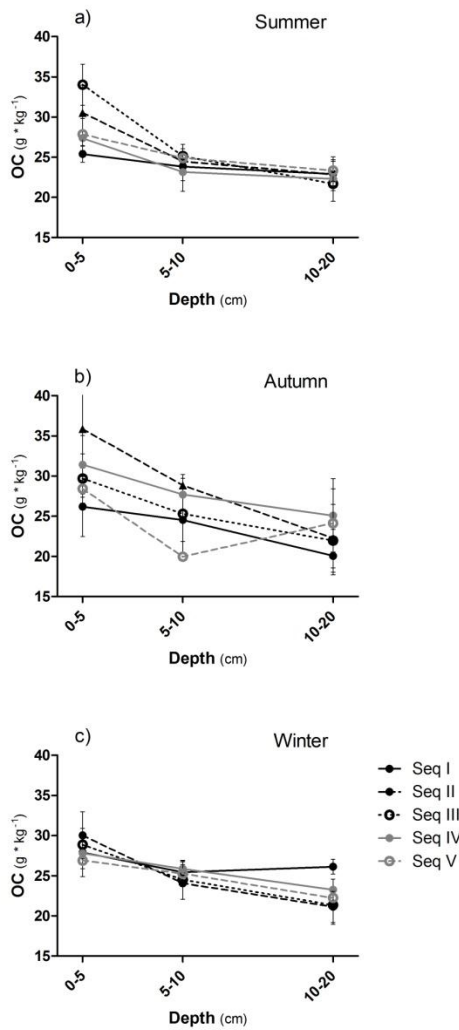 a)
Summer
40
35
30
25
20
15
OC (g * kg⁻¹)
0-5
5-10
10-20
Depth (cm)
b)
Autumn
40
35
30
25
20
15
OC (g * kg⁻¹)
0-5
5-10
10-20
Depth (cm)
c)
Winter
40
35
30
25
20
15
OC (g * kg⁻¹)
0-5
5-10
10-20
Depth (cm)
Seq I
Seq II
Seq III
Seq IV
Seq V